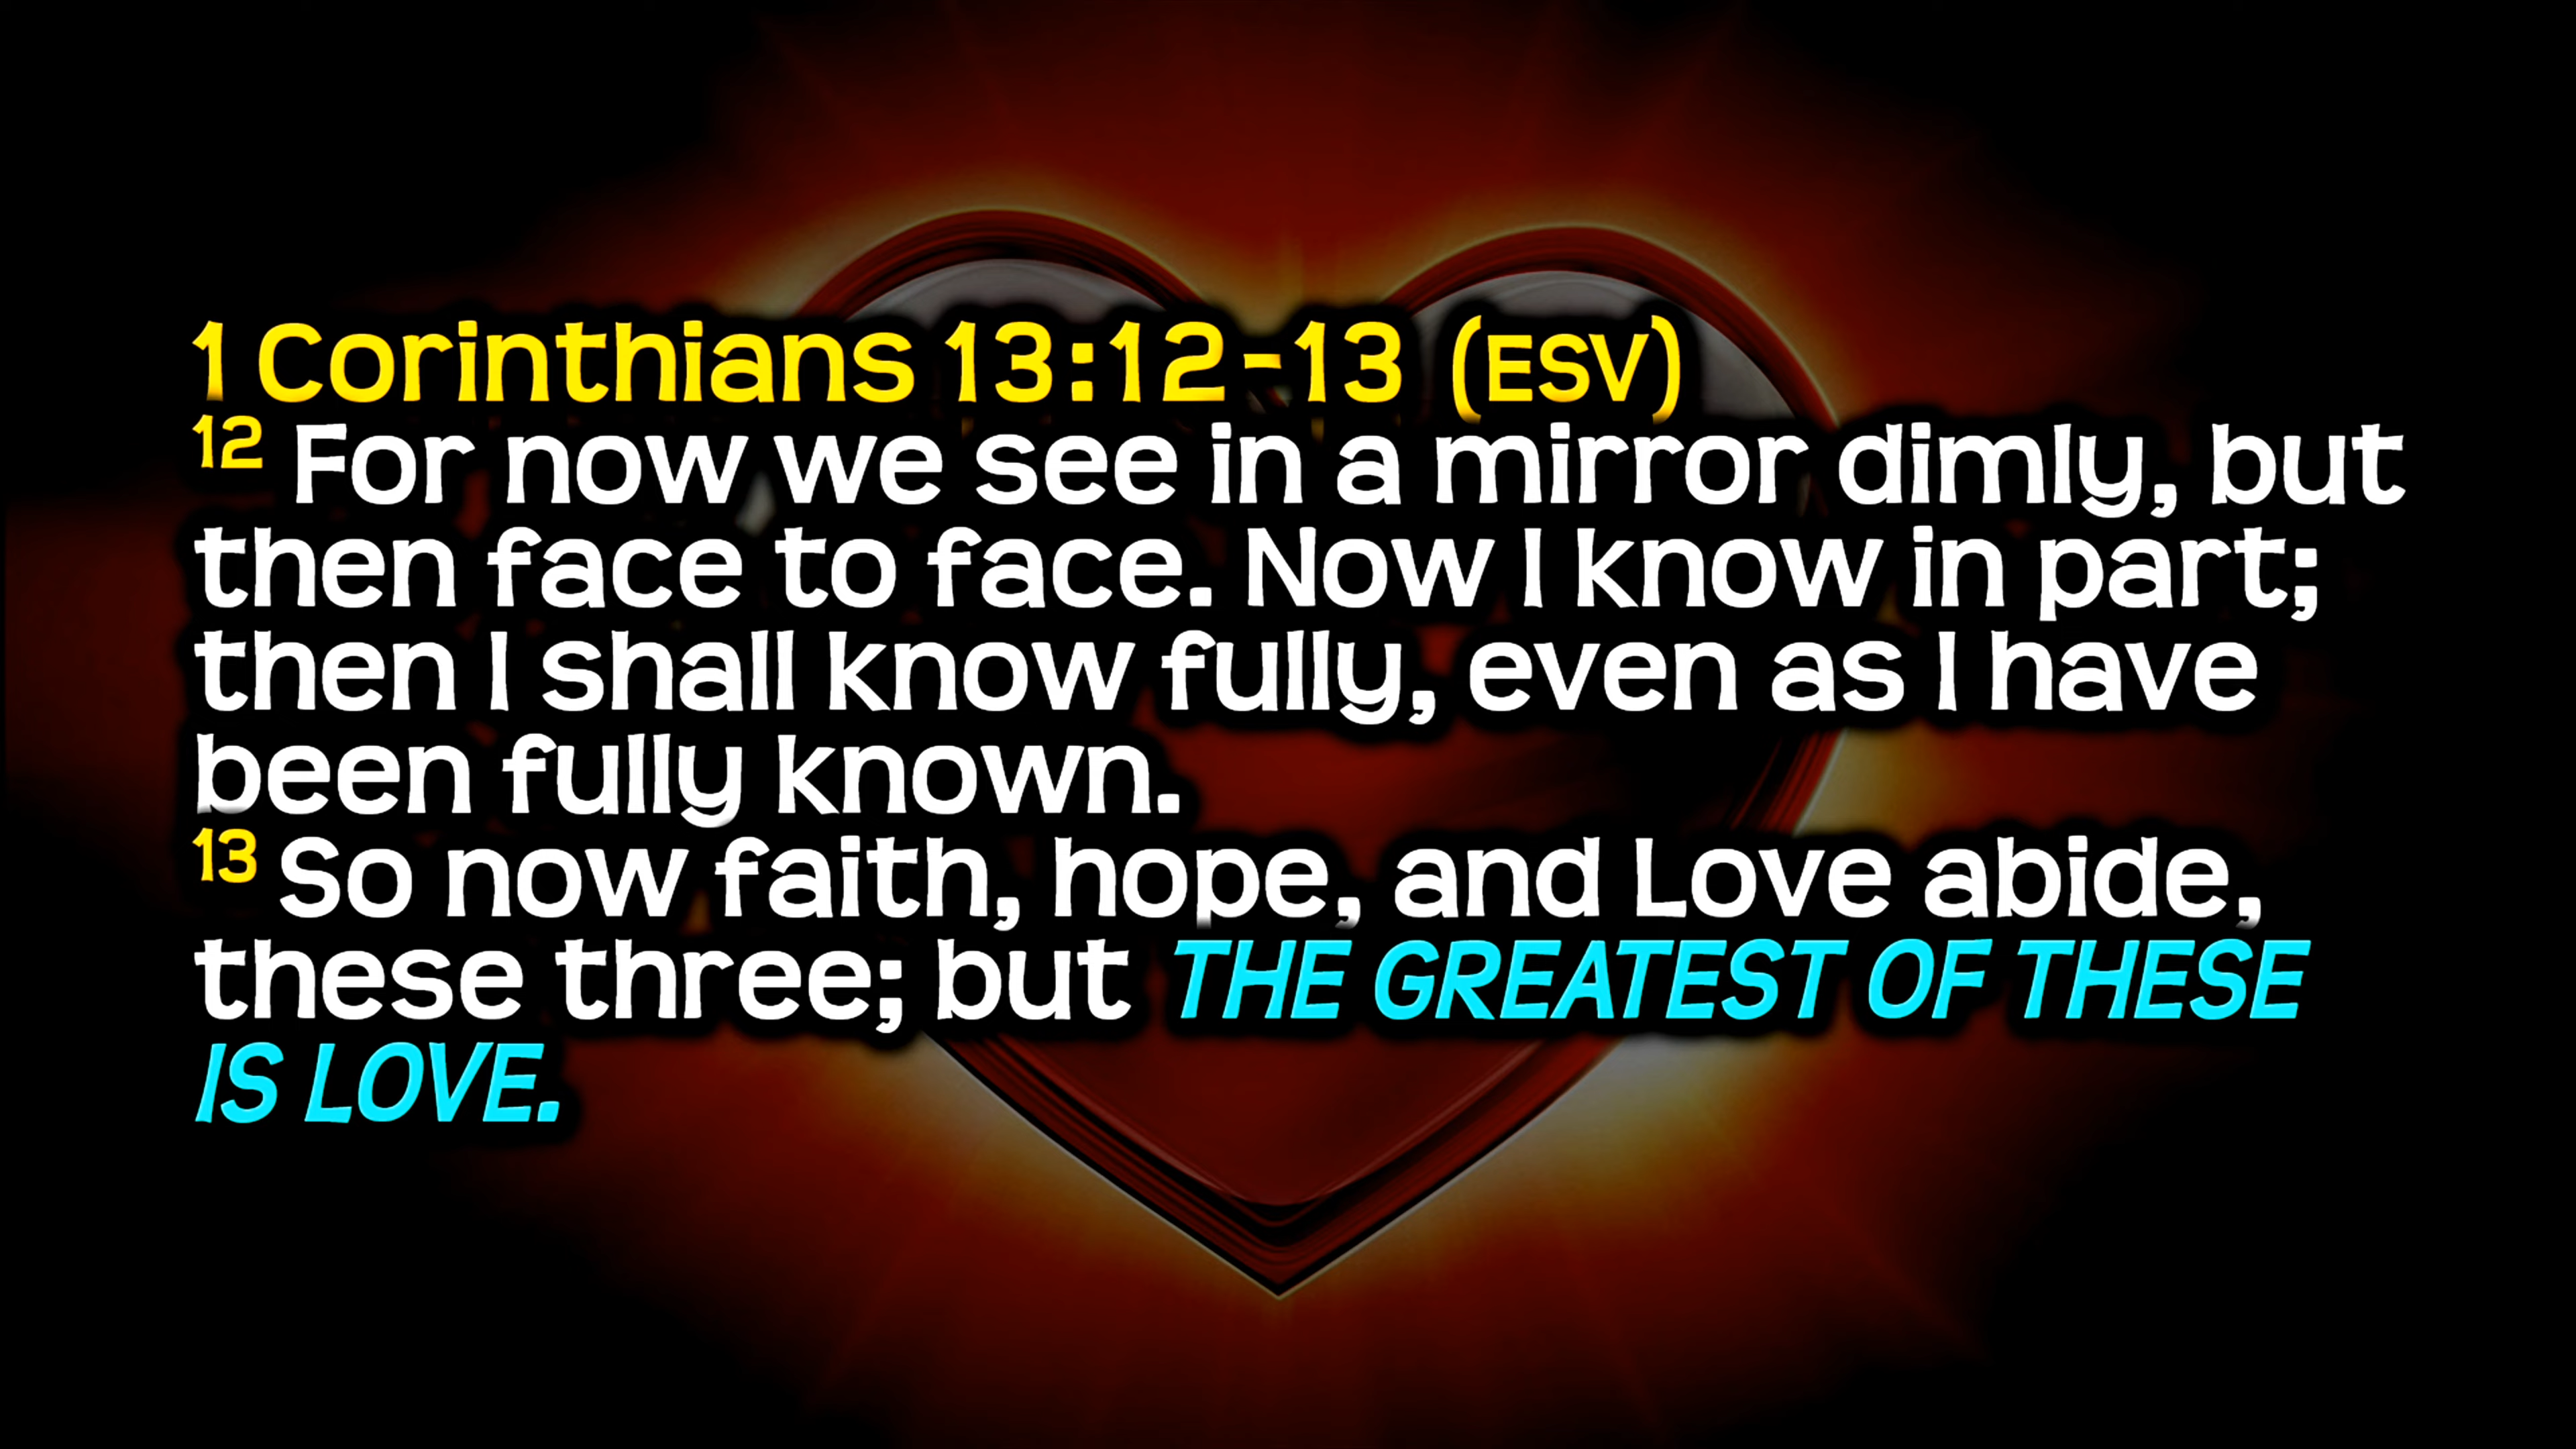 1 Corinthians 13:12-13 (ESV)
12 For now we see in a mirror dimly, but
then face to face. Now I know in part;
then I shall know fully, even as I have
been fully known.
13 So now faith, hope, and Love abide,
these three; but THE GREATEST OF THESE
IS LOVE.